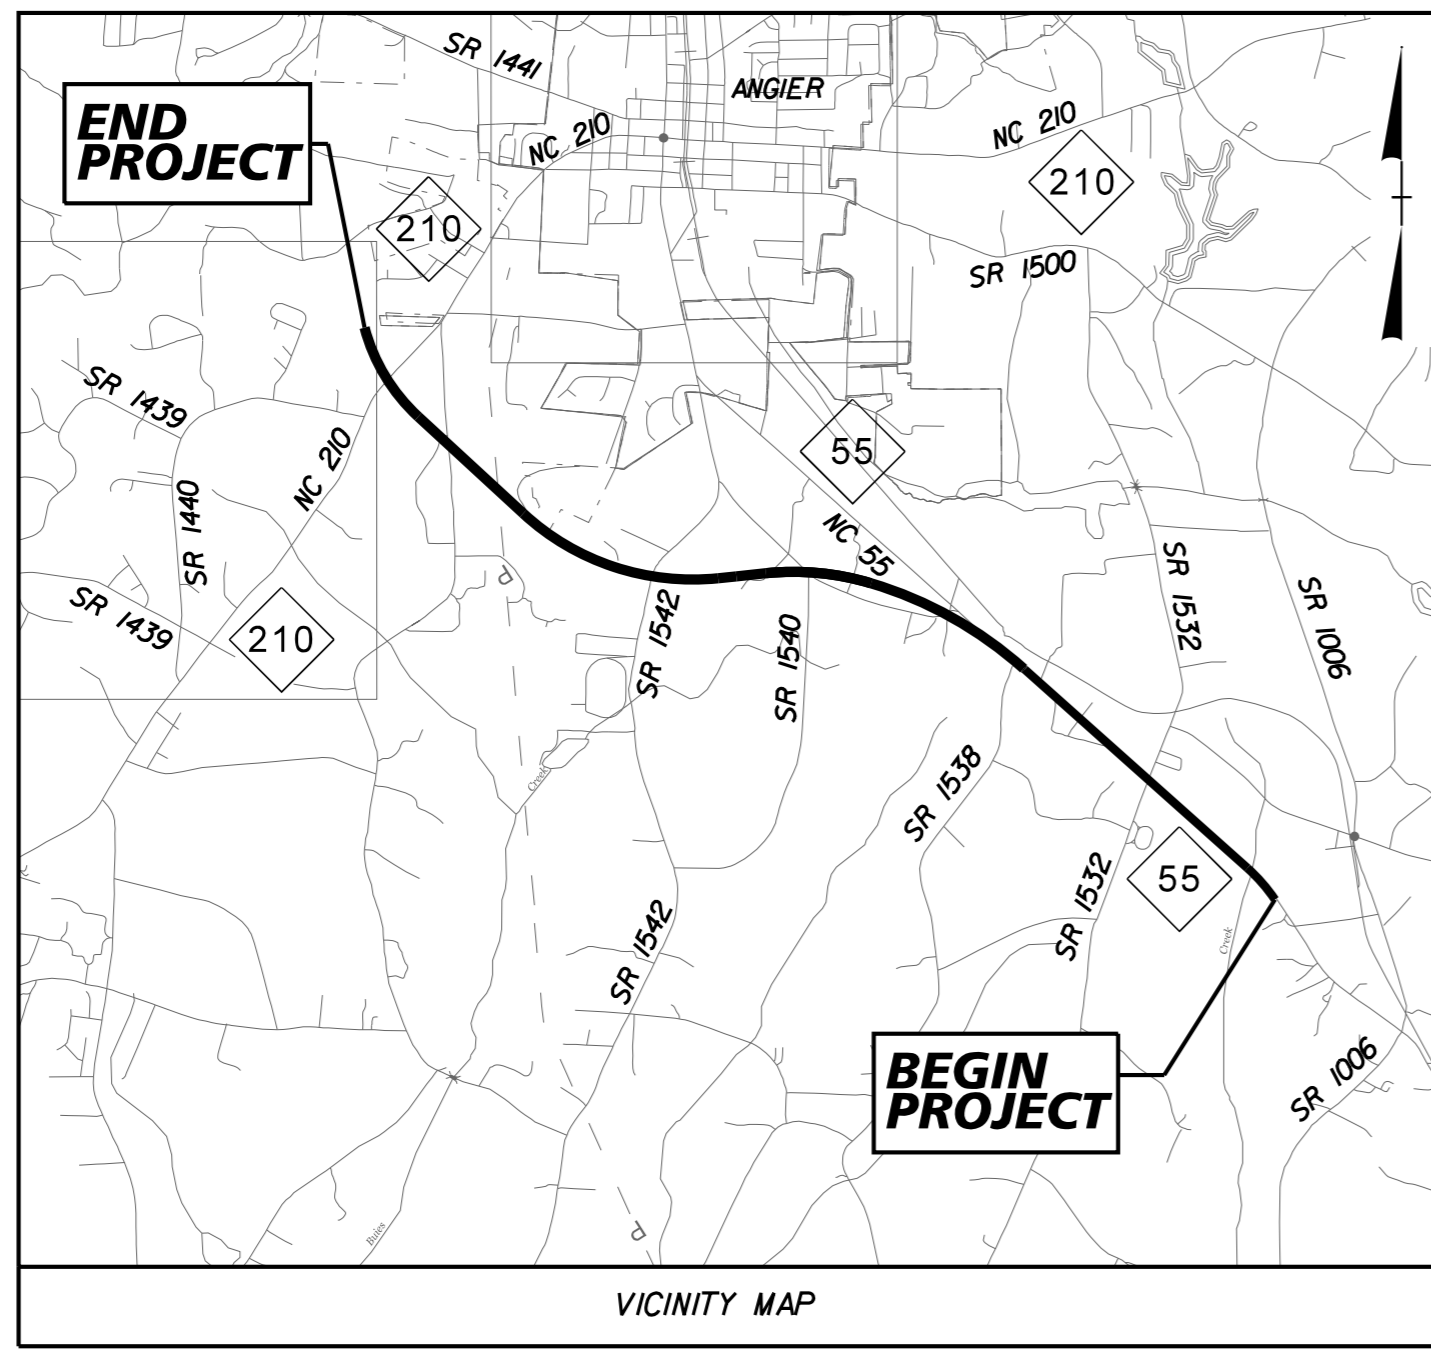 SR 1441
ANGIER
END
PROJECT
NC 210
NC 210
210
210
SR 1500
SR 1439
55
NC 210
SR 1440
NC 55
SR 1439
210
P
SR 1542
SR 1540
SR 1532
SR 1006
Creek
SR 1538
SR 1532
55
SR 1542
Creek
BEGIN
PROJECT
SR 1006
Buies
P
VICINITY MAP